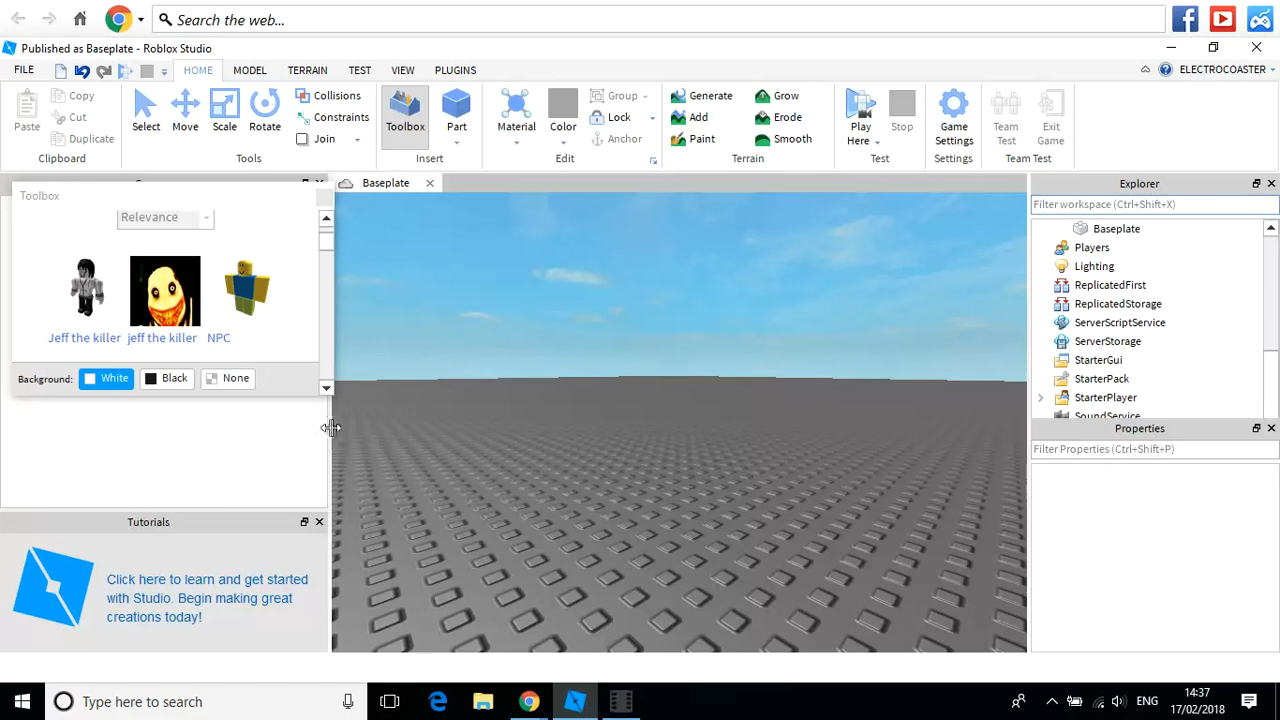 Search the web...
Published as Baseplate - Roblox Studio
FILE HOME MODEL TERRAIN TEST VIEW PLUGINS ELECTROCOASTER
Paste Copy Cut Duplicate
Select Move Scale Rotate Collisions Constraints Join
Toolbox Part
Material Color Group Lock Anchor
Generate Add Paint Grow Erode Smooth
Play Here Stop
Game Settings
Team Test Exit Game
Clipboard Tools Insert Edit Terrain Test Settings Team Test
Toolbox
Relevance
Jeff the killer jeff the killer NPC
Background: White Black None
Tutorials
Click here to learn and get started
with Studio. Begin making great
creations today!
Baseplate
Explorer
Filter workspace (Ctrl+Shift+X)
Baseplate
Players
Lighting
ReplicatedFirst
ReplicatedStorage
ServerScriptService
ServerStorage
StarterGui
StarterPack
StarterPlayer
SoundService
Properties
Filter Properties (Ctrl+Shift+P)
Type here to search
ENG
14:37
17/02/2018